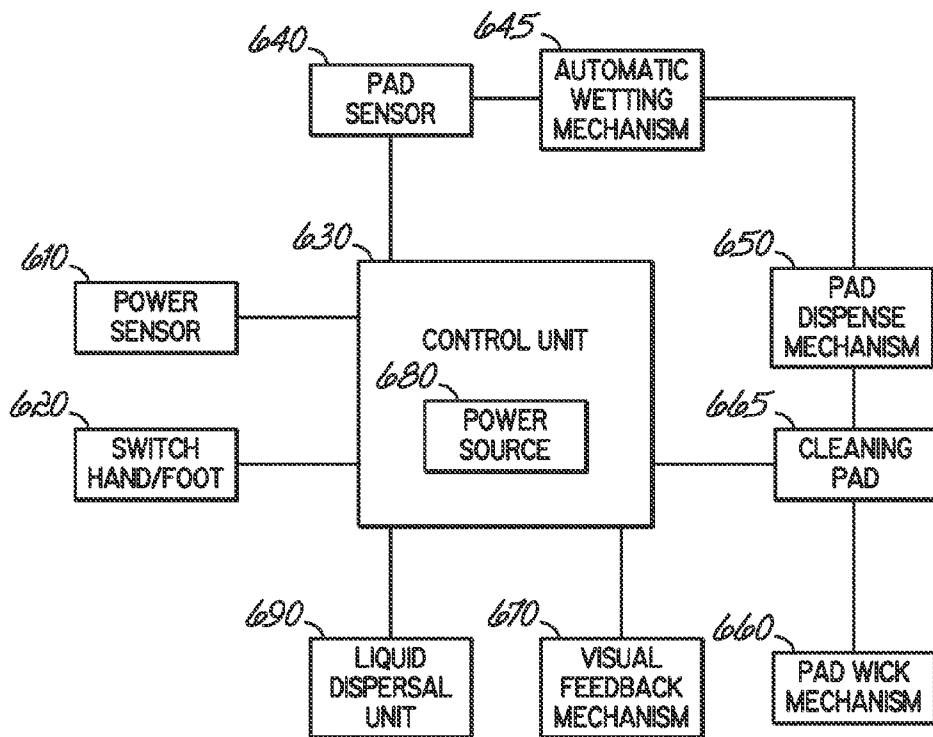 640
PAD
SENSOR
645
AUTOMATIC
WETTING
MECHANISM
610
POWER
SENSOR
630
CONTROL UNIT
680
POWER
SOURCE
650
PAD
DISPENSE
MECHANISM
620
SWITCH
HAND/FOOT
665
CLEANING
PAD
690
LIQUID
DISPERSAL
UNIT
670
VISUAL
FEEDBACK
MECHANISM
660
PAD WICK
MECHANISM